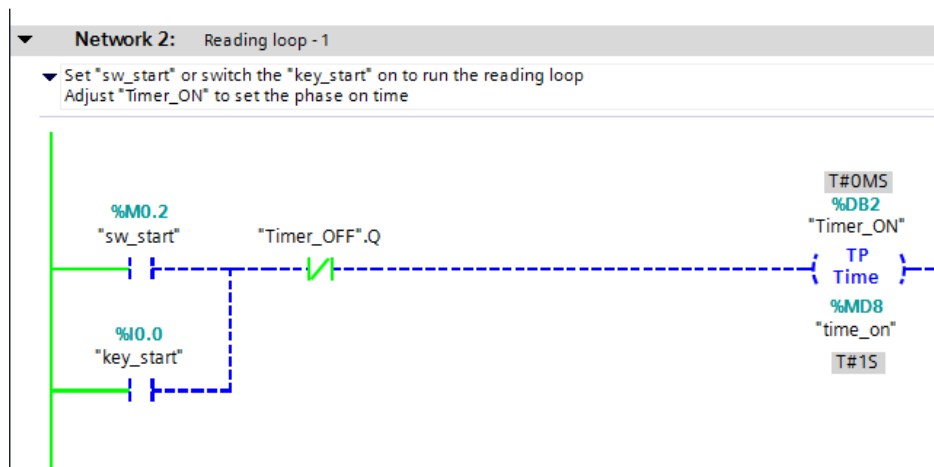 Network 2: Reading loop - 1
Set "sw_start" or switch the "key_start" on to run the reading loop
Adjust "Timer_ON" to set the phase on time
T#0MS
%DB2
"Timer_ON"
%M0.2
"sw_start"
"Timer_OFF".Q
TP
Time
%MD8
"time_on"
T#1S
%I0.0
"key_start"